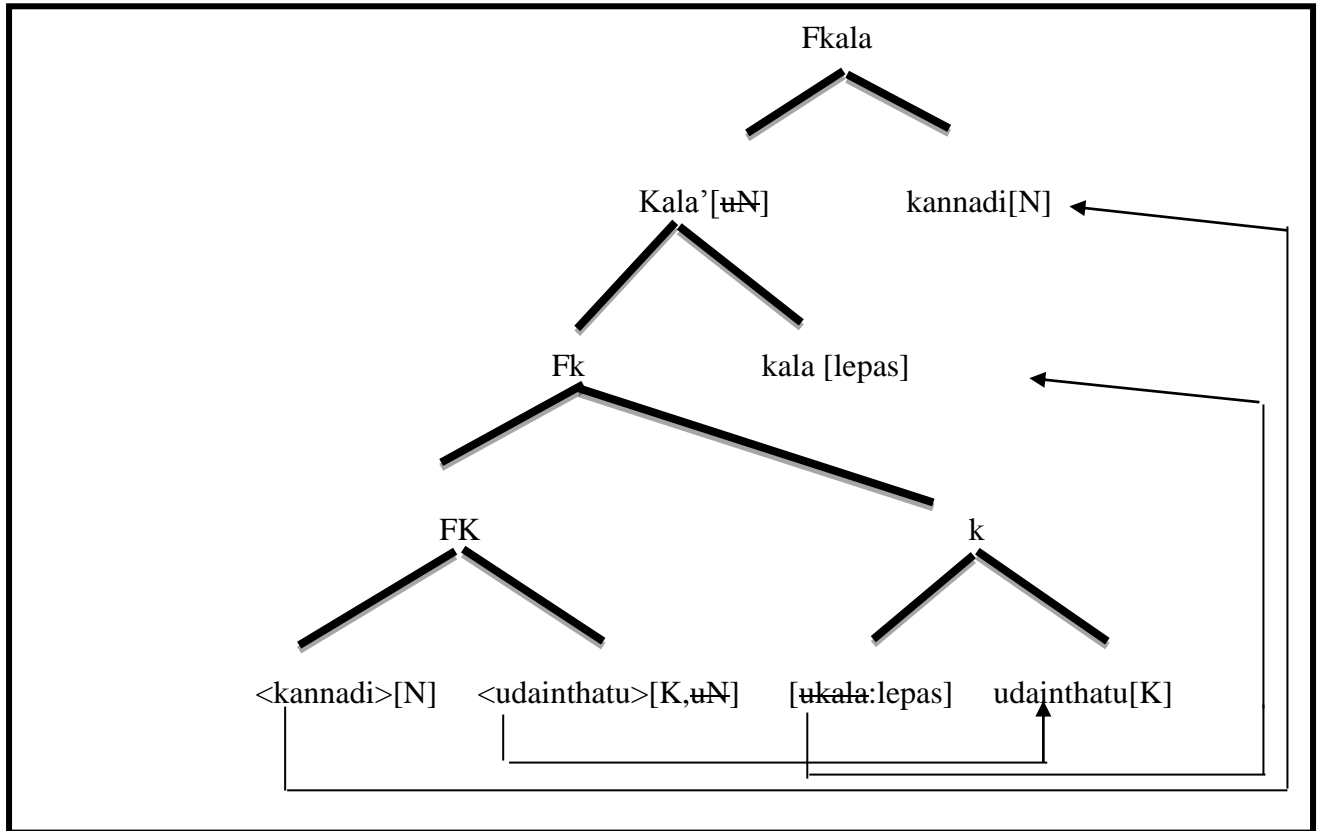 Fkala
Kala’[uN] kannadi[N]
Fk kala [lepas]
FK k
<kannadi>[N] <udainthatu>[K,uN] [ukala:lepas] udainthatu[K]